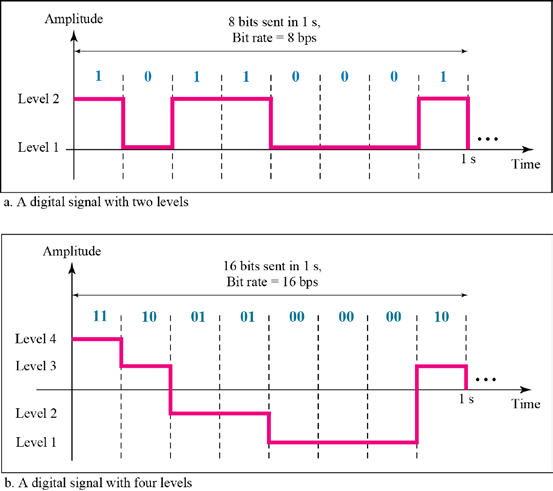 Amplitude
8 bits sent in 1 s,
Bit rate = 8 bps
1 0 1 1 0 0 0 1
Level 2
Level 1
...
1 s
Time
a. A digital signal with two levels
Amplitude
16 bits sent in 1 s,
Bit rate = 16 bps
11 10 01 01 00 00 00 10
Level 4
Level 3
...
1 s
Time
Level 2
Level 1
b. A digital signal with four levels